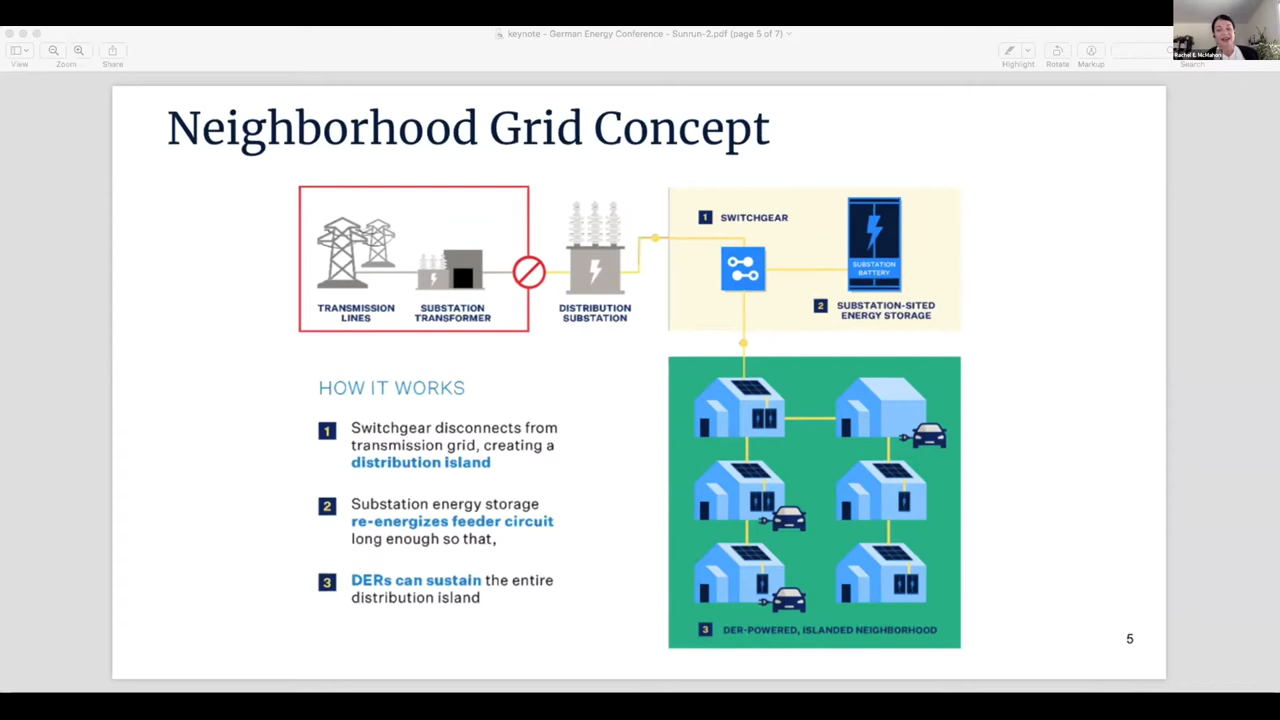 keynote - German Energy Conference - Sunrun-2.pdf (page 5 of 7)
View
Zoom
Share
Highlight
Rotate
Markup
Search
Rachel E. McMahon
Neighborhood Grid Concept
TRANSMISSION
LINES
SUBSTATION
TRANSFORMER
DISTRIBUTION
SUBSTATION
1 SWITCHGEAR
SUBSTATION
BATTERY
2 SUBSTATION-SITED
ENERGY STORAGE
HOW IT WORKS
1 Switchgear disconnects from
transmission grid, creating a
distribution island
2 Substation energy storage
re-energizes feeder circuit
long enough so that,
3 DERs can sustain the entire
distribution island
3 DER-POWERED, ISLANDED NEIGHBORHOOD
5